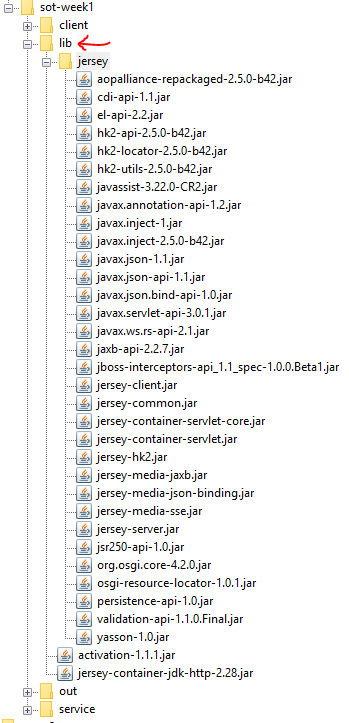 sot-week1
client
lib
jersey
aopalliance-repackaged-2.5.0-b42.jar
cdi-api-1.1.jar
el-api-2.2.jar
hk2-api-2.5.0-b42.jar
hk2-locator-2.5.0-b42.jar
hk2-utils-2.5.0-b42.jar
javassist-3.22.0-CR2.jar
javax.annotation-api-1.2.jar
javax.inject-1.jar
javax.inject-2.5.0-b42.jar
javax.json-1.1.jar
javax.json-api-1.1.jar
javax.json.bind-api-1.0.jar
javax.servlet-api-3.0.1.jar
javax.ws.rs-api-2.1.jar
jaxb-api-2.2.7.jar
jboss-interceptors-api_1.1_spec-1.0.0.Beta1.jar
jersey-client.jar
jersey-common.jar
jersey-container-servlet-core.jar
jersey-container-servlet.jar
jersey-hk2.jar
jersey-media-jaxb.jar
jersey-media-json-binding.jar
jersey-media-sse.jar
jersey-server.jar
jsr250-api-1.0.jar
org.osgi.core-4.2.0.jar
osgi-resource-locator-1.0.1.jar
persistence-api-1.0.jar
validation-api-1.1.0.Final.jar
yasson-1.0.jar
activation-1.1.1.jar
jersey-container-jdk-http-2.28.jar
out
service